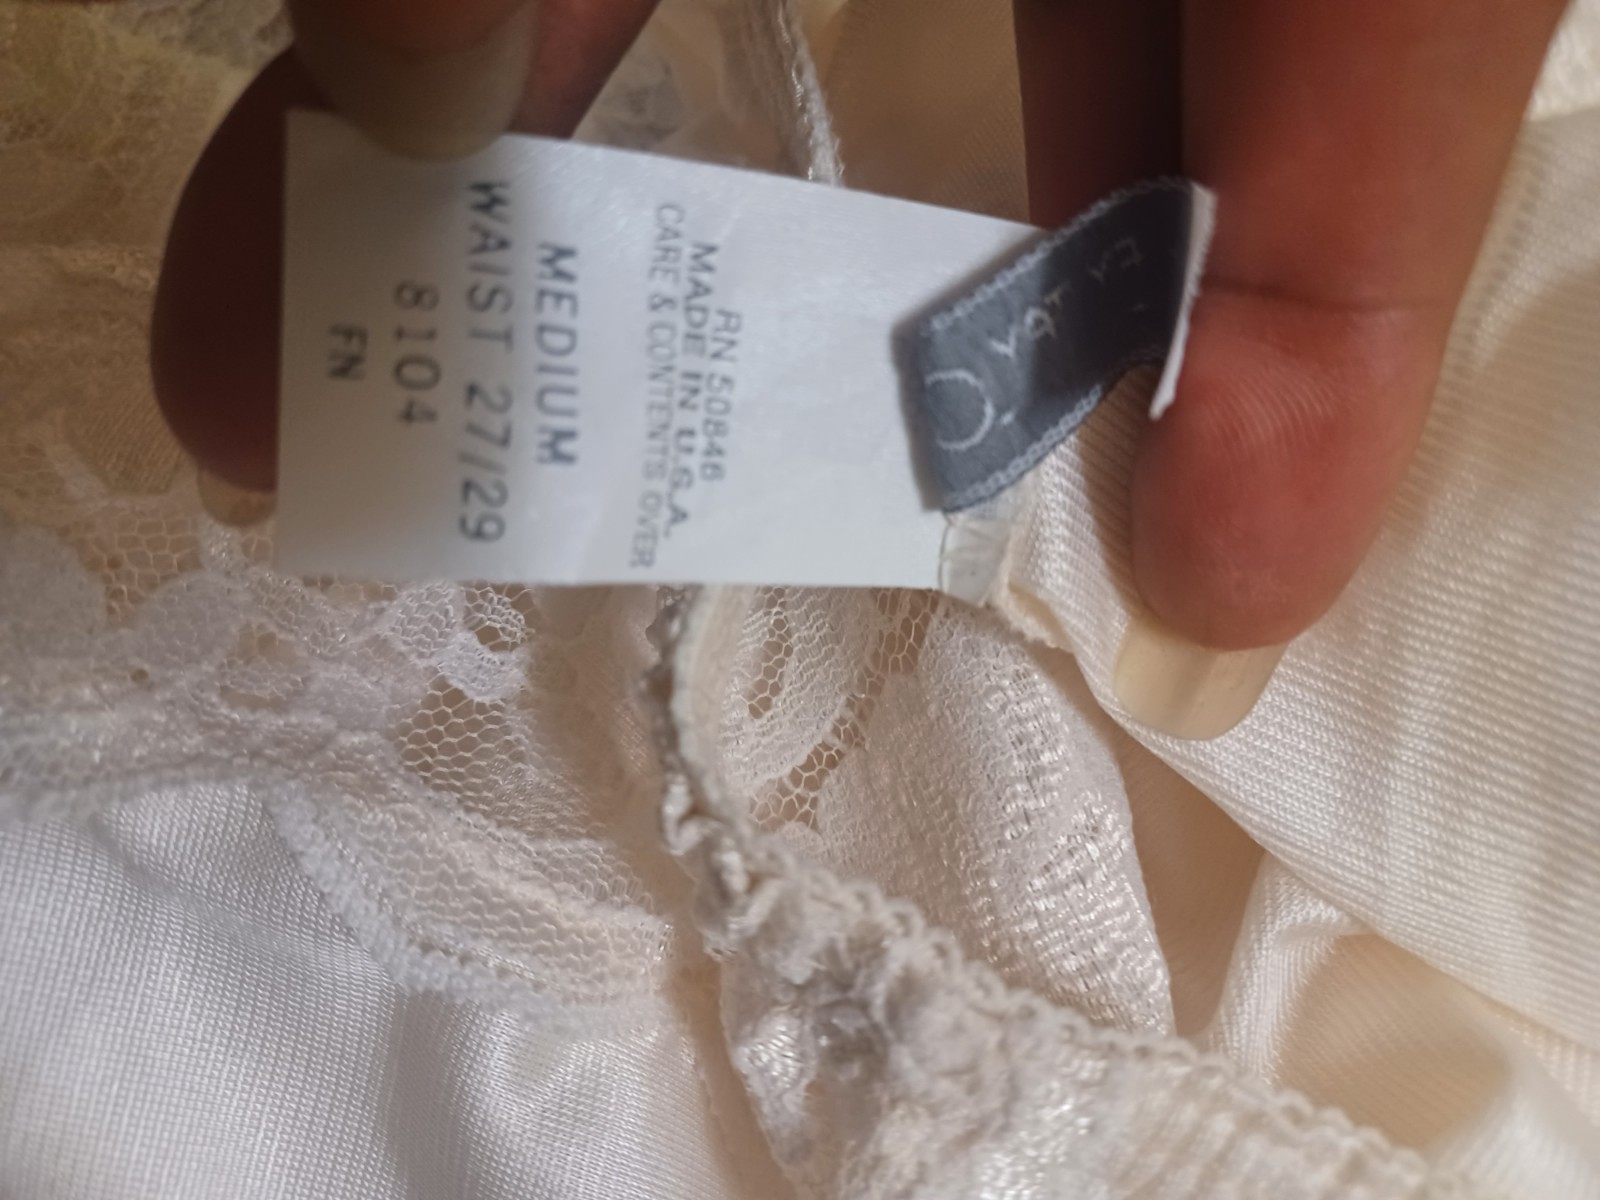 RN 50846
MADE IN U.S.A.
CARE & CONTENTS OVER
MEDIUM
WAIST 27/29
8104
FN